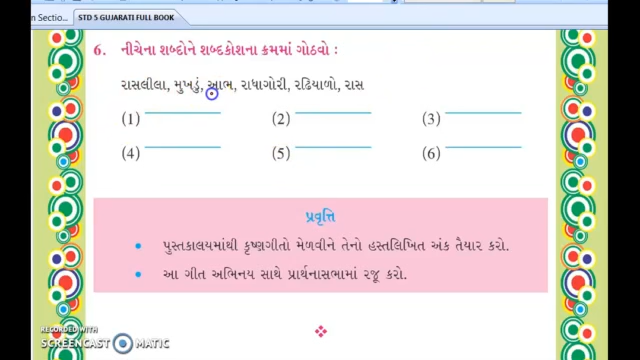 n Sectio...
STD 5 GUJARATI FULL BOOK
6. નીચેના શબ્દોને શબ્દકોશના ક્રમમાં ગોઠવો :
રાસલીલા, મુખડું, આભ, રાધાગોરી, રઢિયાળો, રાસ
(1) (2) (3)
(4) (5) (6)
પ્રવૃત્તિ
• પુસ્તકાલયમાંથી કૃષ્ણગીતો મેળવીને તેનો હસ્તલિખિત અંક તૈયાર કરો.
• આ ગીત અભિનય સાથે પ્રાર્થનાસભામાં રજૂ કરો.
RECORDED WITH
SCREENCAST MATIC